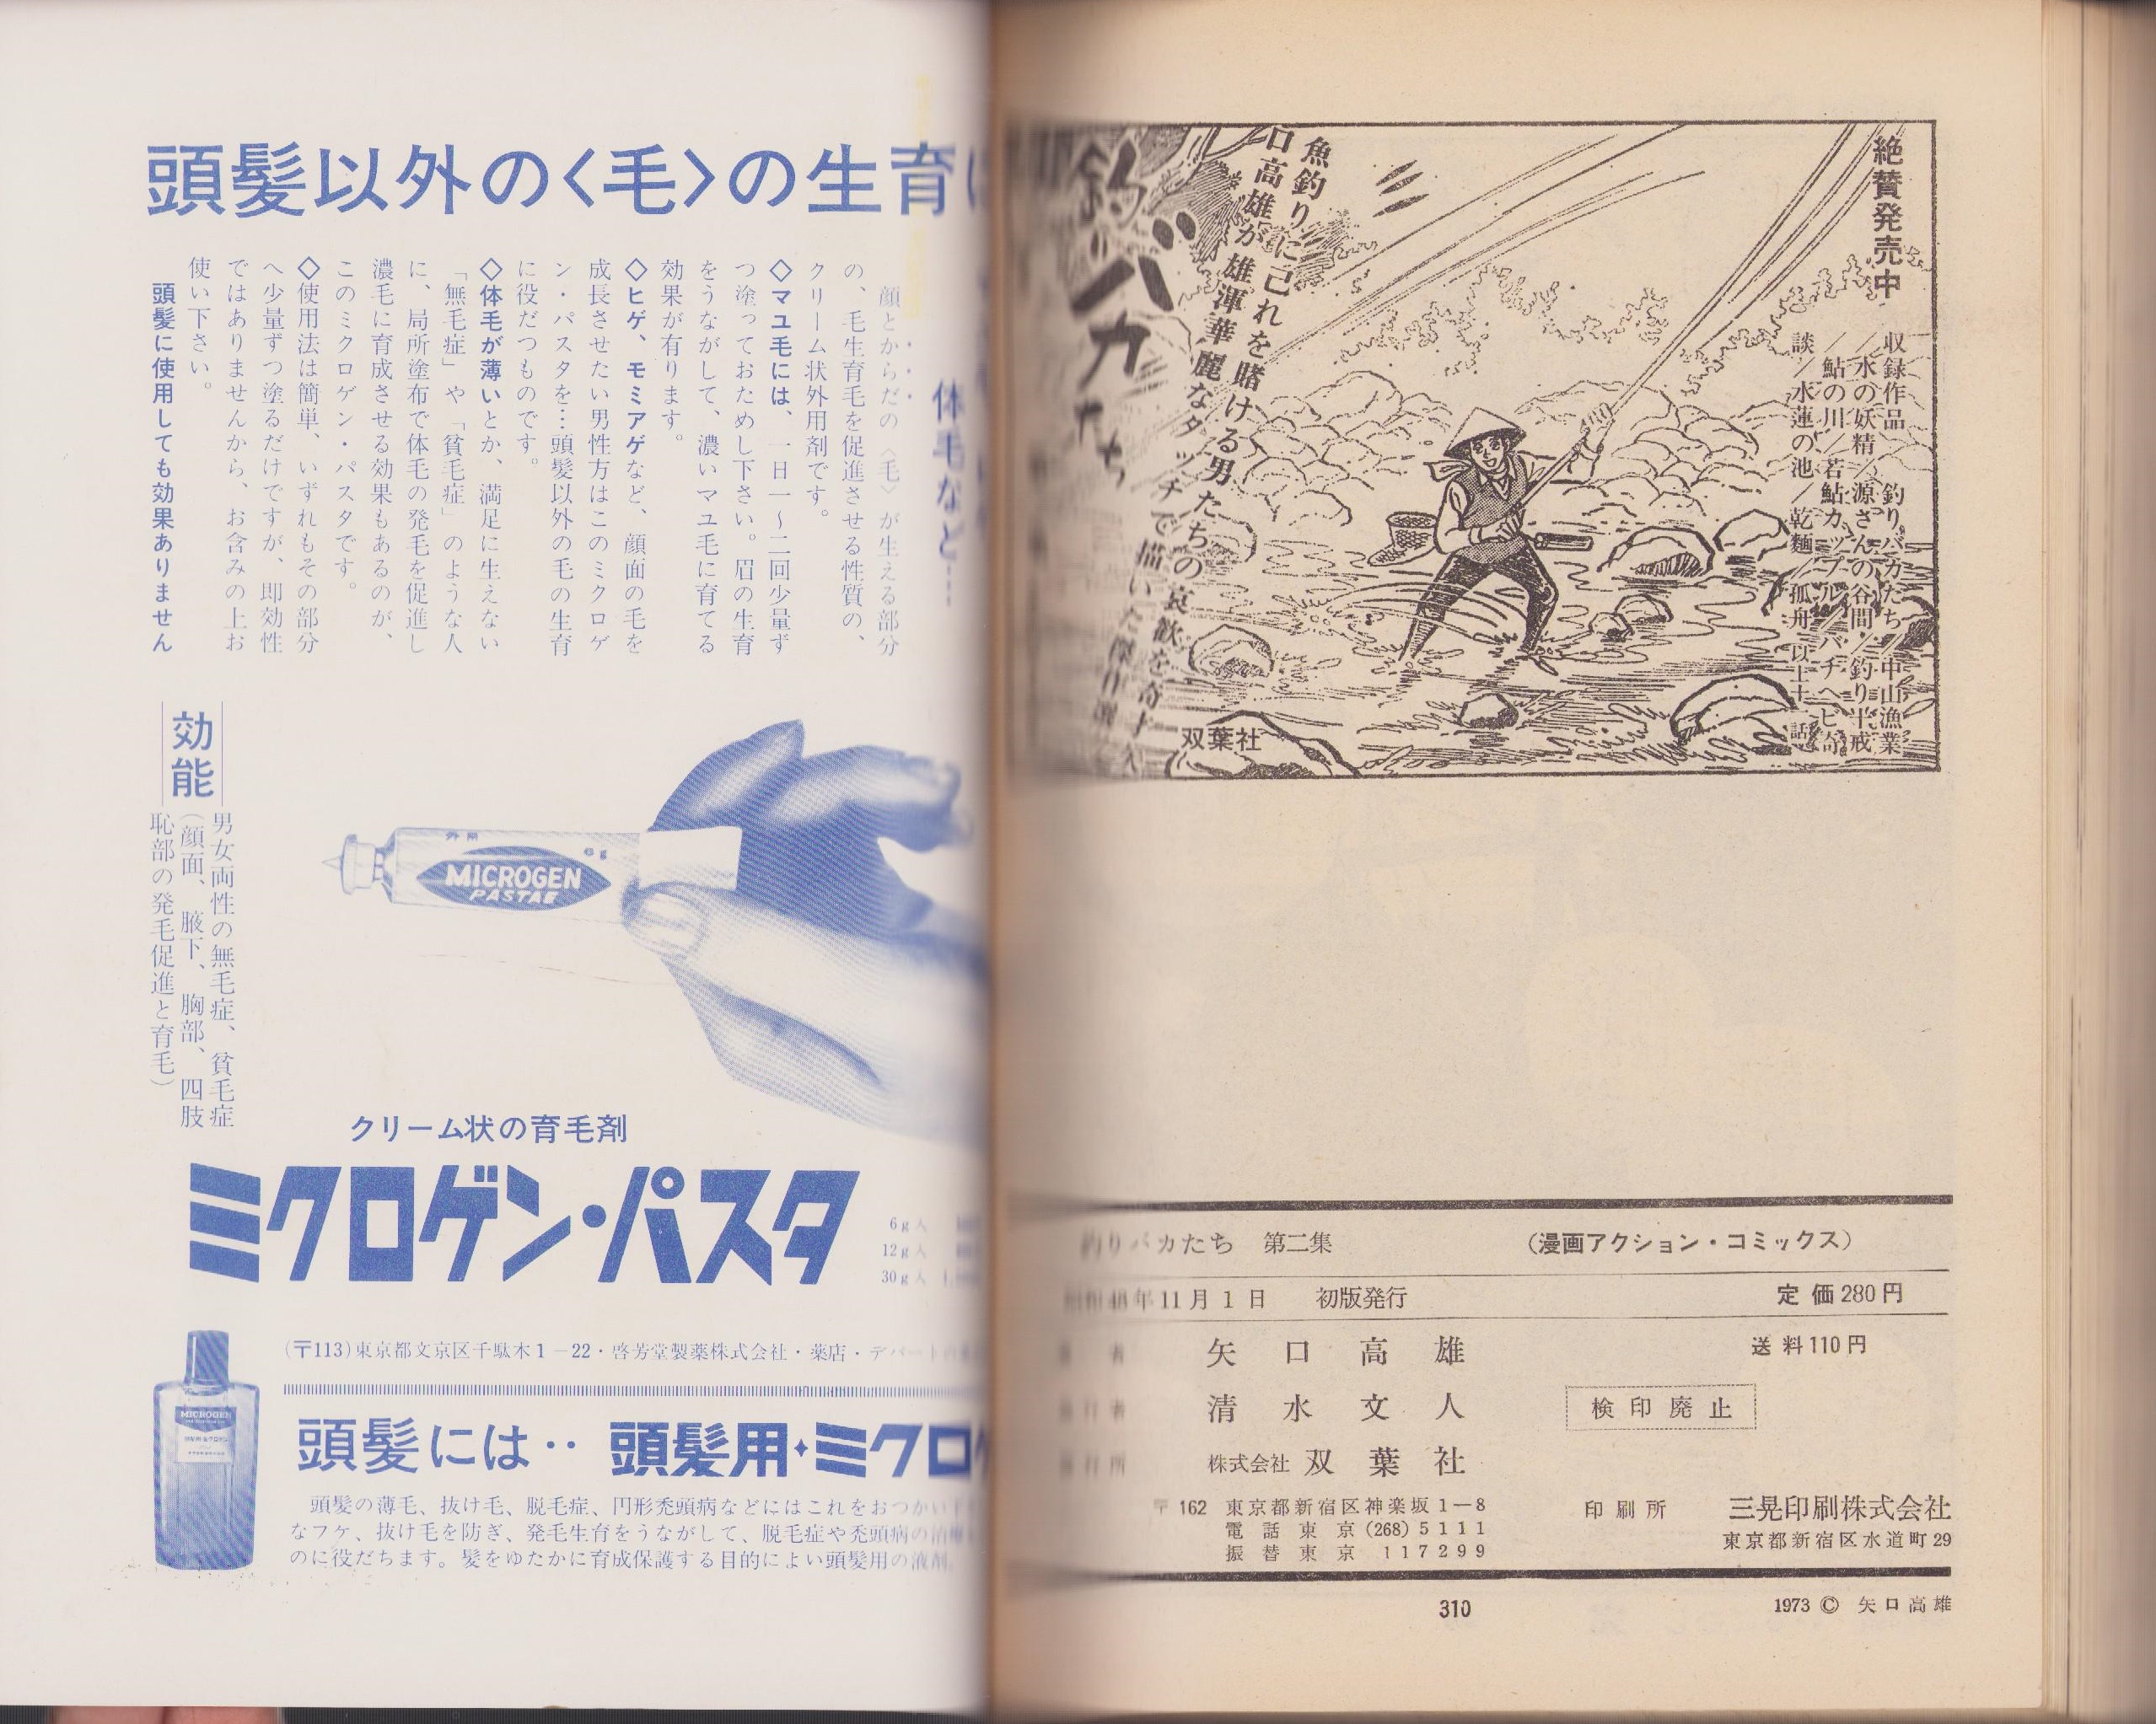 絶賛発売中
収録作品 釣りバカたち/中山漁業
/水の妖精/源さんの谷間/釣り十戒
/鮎の川/若鮎カップル/バチヘビ奇
談/水蓮の池/乾麵/孤舟 以上十 話
魚釣りに己れを賭ける男たちの哀歓を奇才矢
口高雄が雄渾華麗なタッチで描いた傑作選
釣りバカたち
双葉社
釣りバカたち 第二集 (漫画アクション・コミックス)
48年11月1日 初版発行 定価280円
者 矢口高雄 送料110円
発行者 清水文人 検印廃止
発行所 株式会社 双葉社
〒162 東京都新宿区神楽坂1-8
電話 東京 (268) 5111
振替 東京 117299
印刷所 三晃印刷株式会社
東京都新宿区水道町29
310
1973 © 矢口高雄
頭髪以外の〈毛〉の生育に
体毛など…
顔とからだの〈毛〉が生える部分
の、毛生育毛を促進させる性質の、
クリーム状外用剤です。
◇マユ毛には、一日一~二回少量ず
つ塗っておためし下さい。眉の生育
をうながして、濃いマユ毛に育てる
効果が有ります。
◇ヒゲ、モミアゲなど、顔面の毛を
成長させたい男性方はこのミクロゲ
ン・パスタを…頭髪以外の毛の生育
に役だつものです。
◇体毛が薄いとか、満足に生えない
「無毛症」や「貧毛症」のような人
に、局所塗布で体毛の発毛を促進し
濃毛に育成させる効果もあるのが、
このミクロゲン・パスタです。
◇使用法は簡単、いずれもその部分
へ少量ずつ塗るだけですが、即効性
ではありませんから、お含みの上お
使い下さい。
頭髪に使用しても効果ありません
効能
男女両性の無毛症、貧毛症
(顔面、腋下、胸部、四肢
恥部の発毛促進と育毛)
外用
6g
MICROGEN
PASTAE
クリーム状の育毛剤
ミクロゲン・パスタ
6g入
12g入
30g入
(〒113)東京都文京区千駄木1-22・啓芳堂製薬株式会社・薬店・デパート
MICROGEN
頭髪には‥ 頭髪用・ミクロゲ
頭髪の薄毛、抜け毛、脱毛症、円形禿頭病などにはこれをおつかい下
なフケ、抜け毛を防ぎ、発毛生育をうながして、脱毛症や禿頭病の治療
のに役だちます。髪をゆたかに育成保護する目的によい頭髪用の液剤。